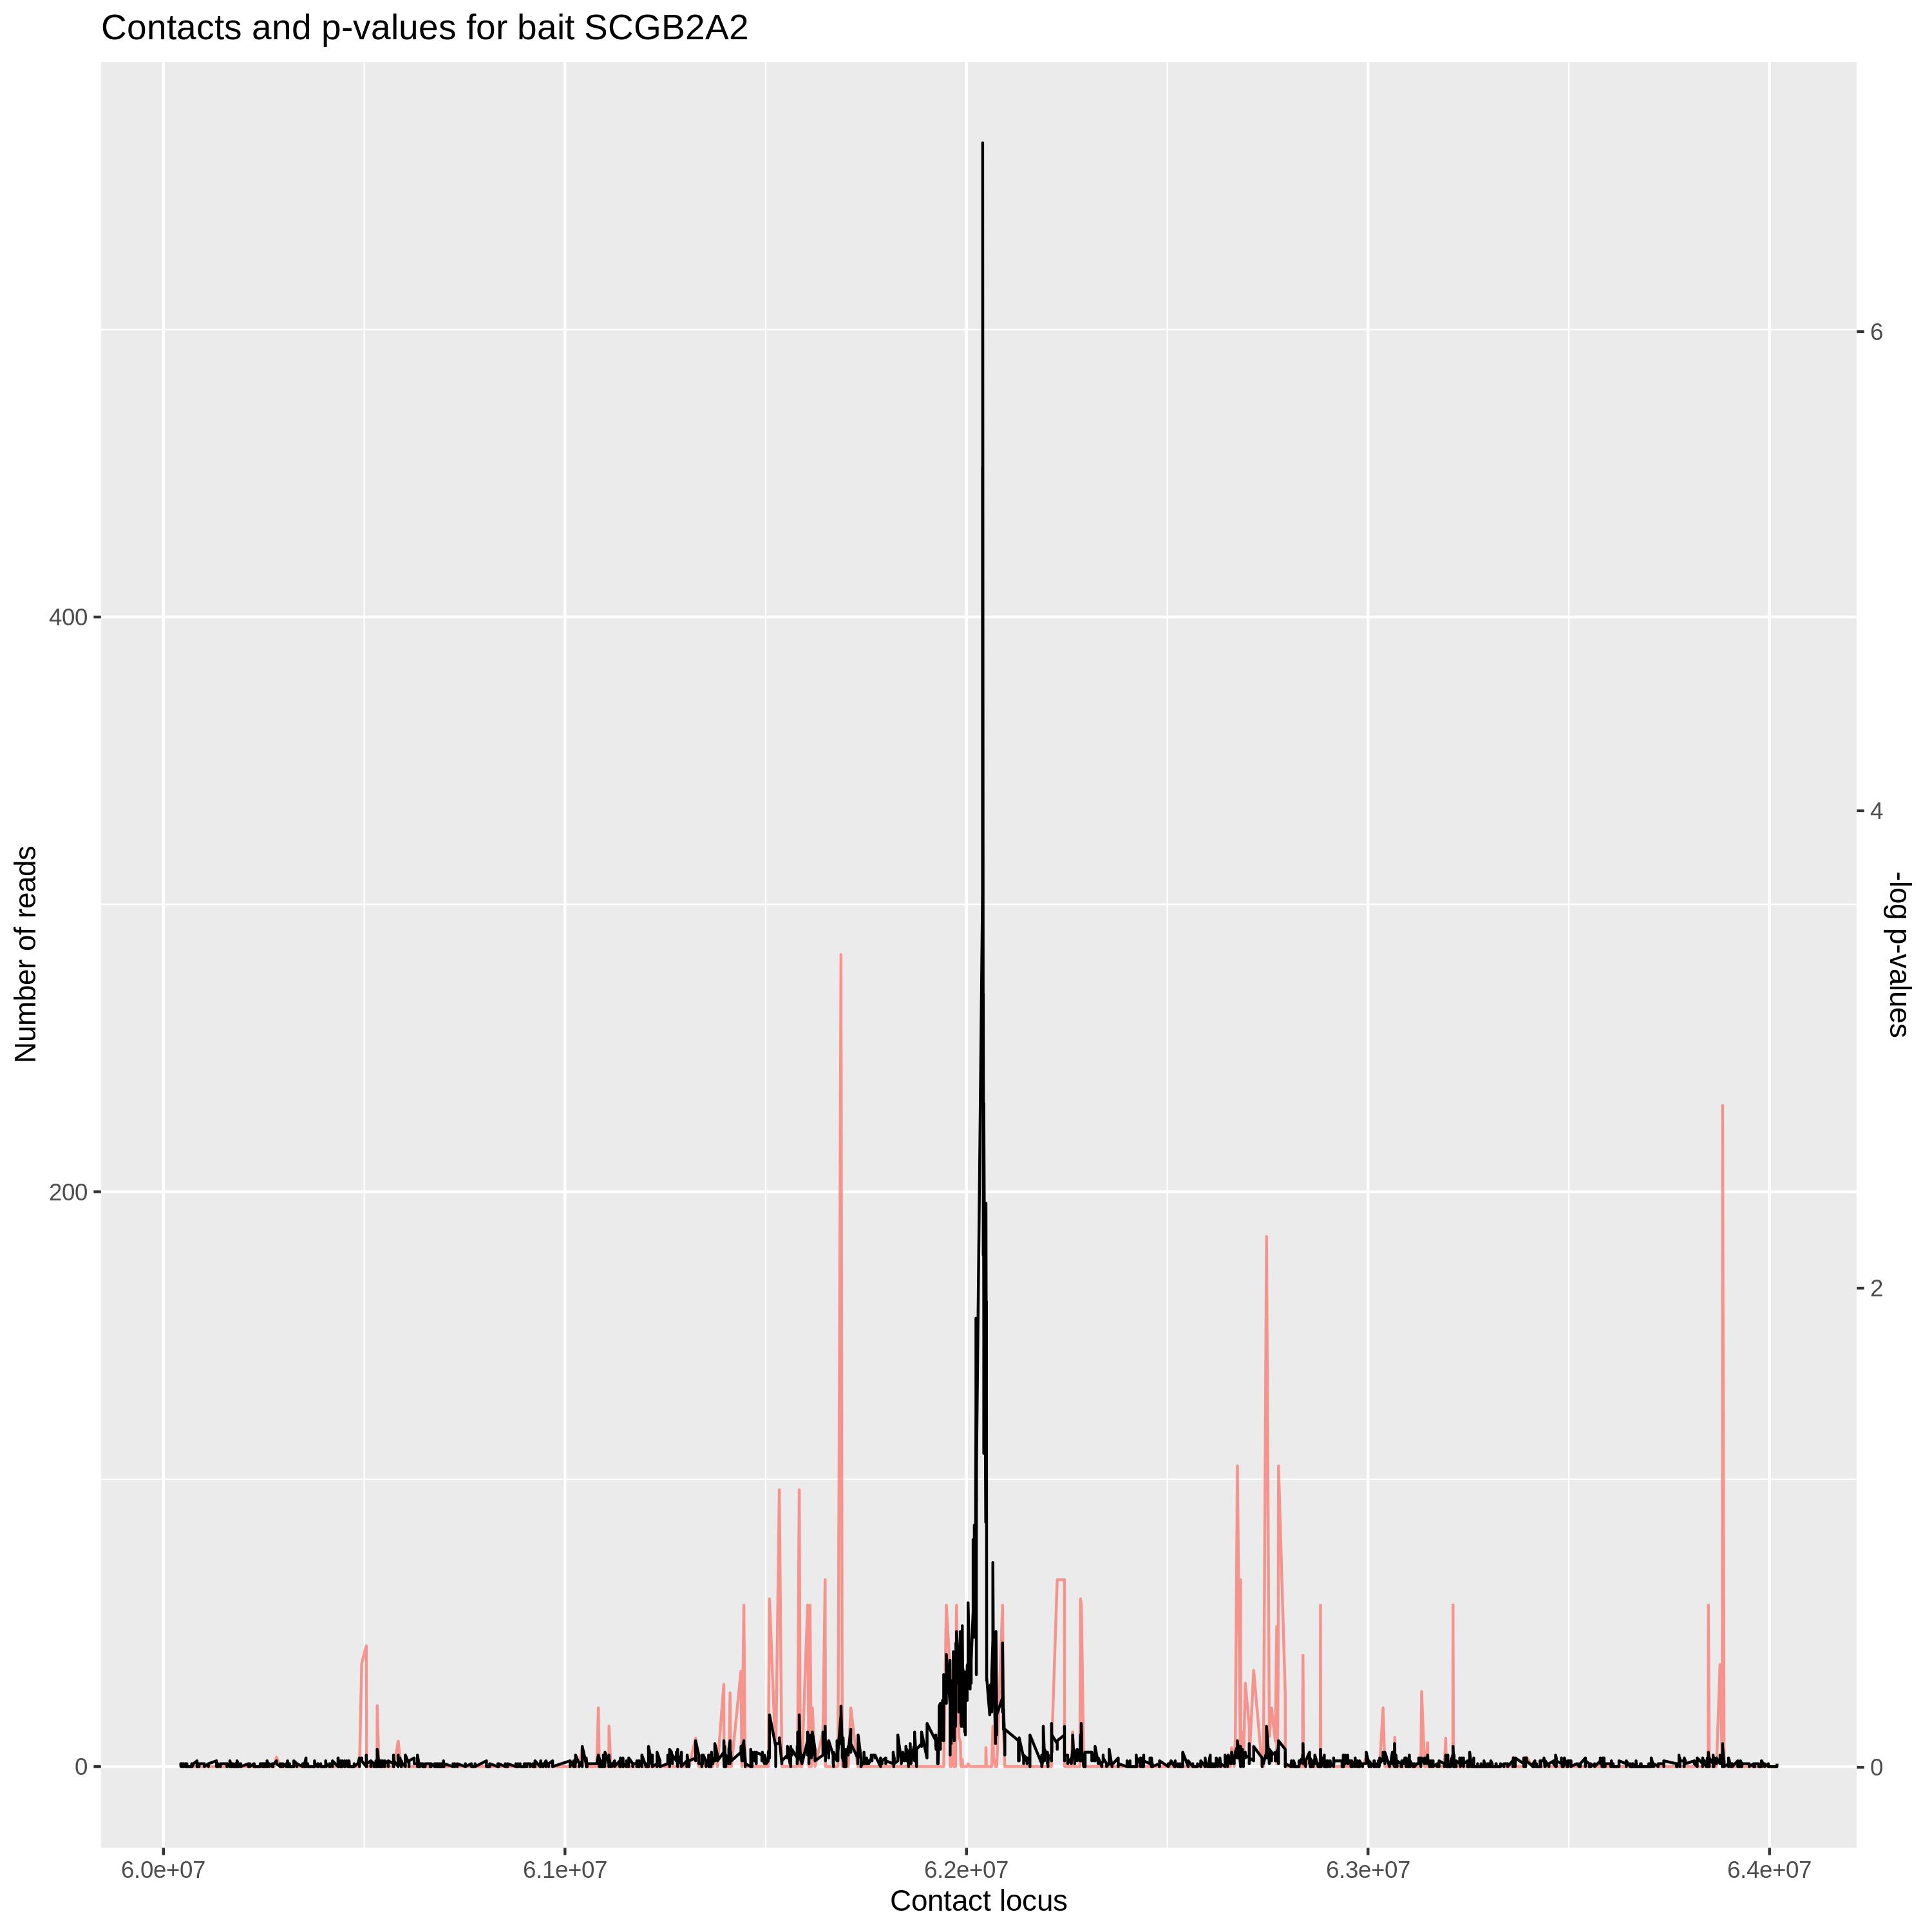 Contacts and p-values for bait SCGB2A2
Number of reads
400
200
0
6
4
2
0
-log p-values
6.0e+07
6.1e+07
6.2e+07
6.3e+07
6.4e+07
Contact locus